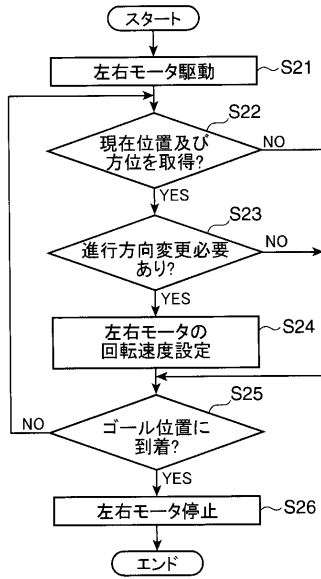 スタート
左右モータ駆動
S21
S22
現在位置及び
方位を取得?
NO
YES
S23
進行方向変更必要
あり?
NO
YES
左右モータの
回転速度設定
S24
S25
NO
ゴール位置に
到着?
YES
左右モータ停止
S26
エンド